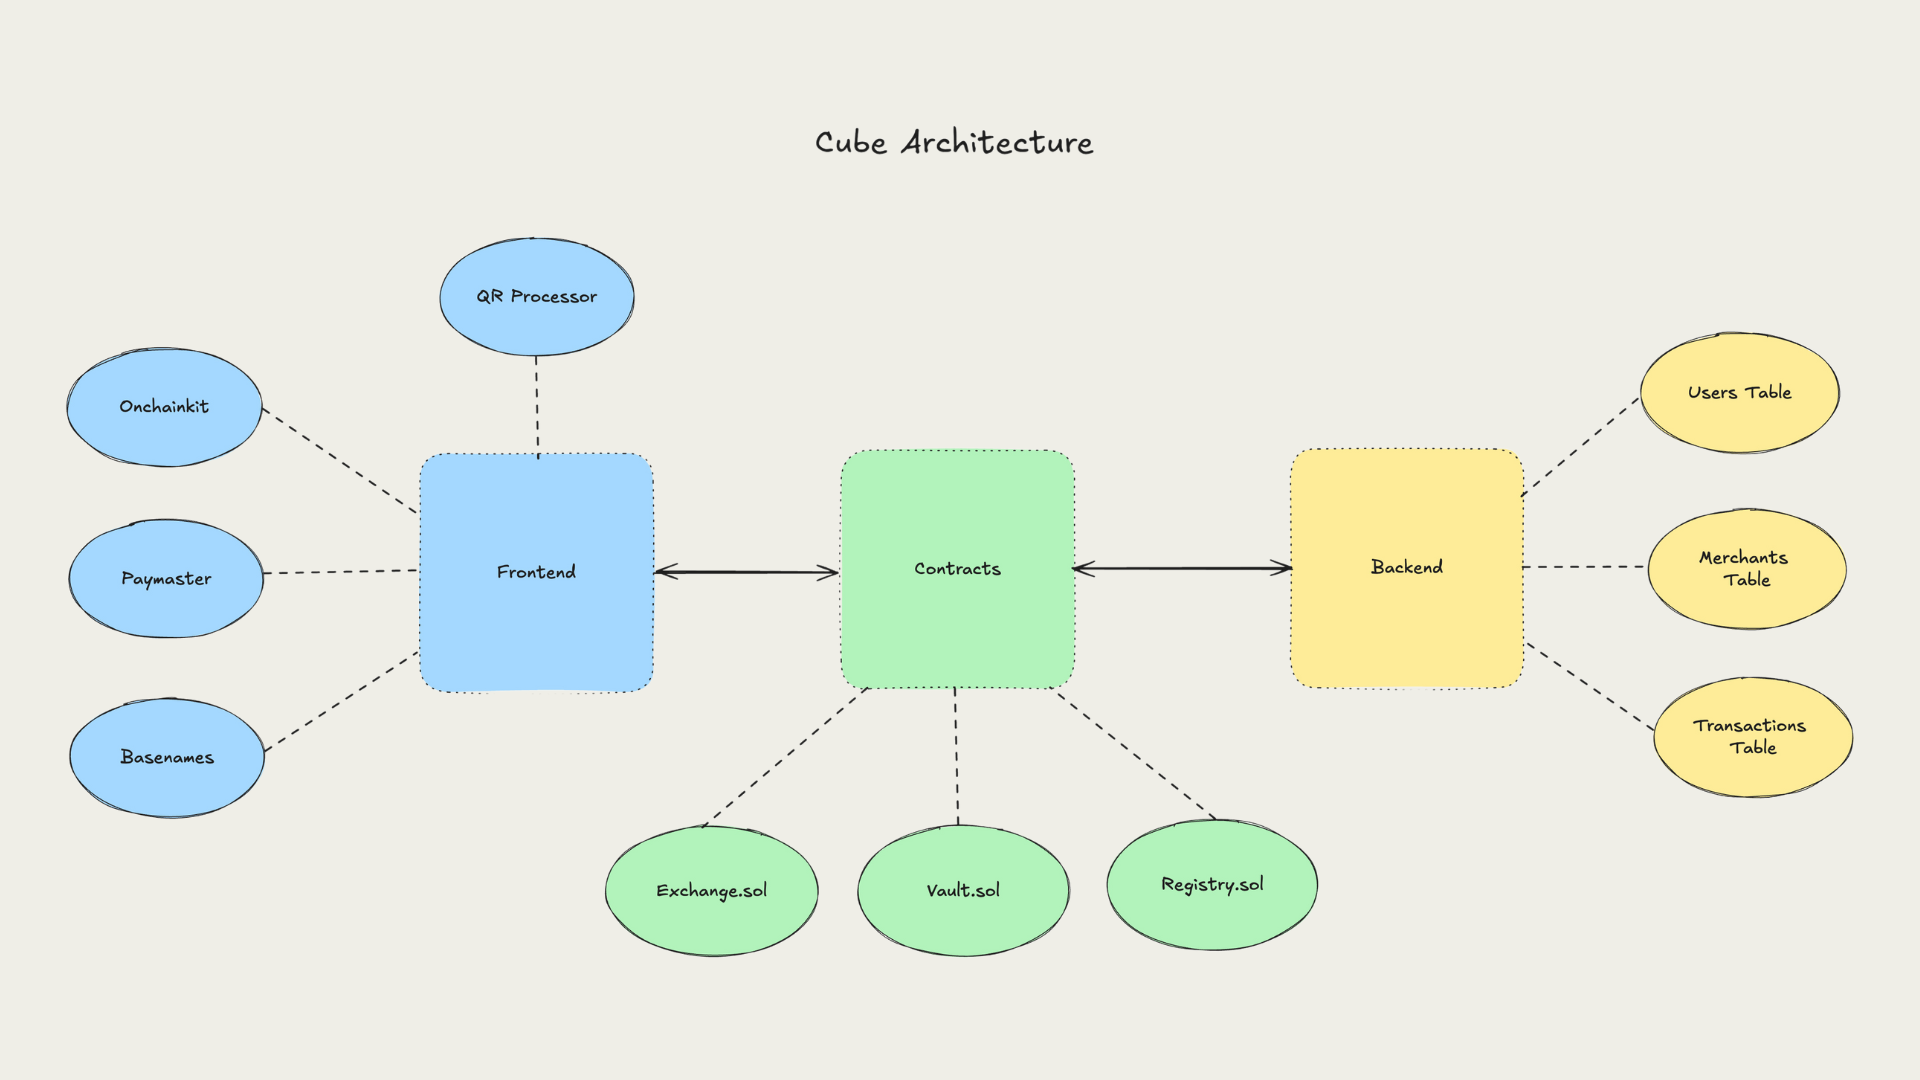 Cube Architecture
QR Processor
Onchainkit
Paymaster
Basenames
Frontend
Contracts
Backend
Users Table
Merchants
Table
Transactions
Table
Exchange.sol
Vault.sol
Registry.sol